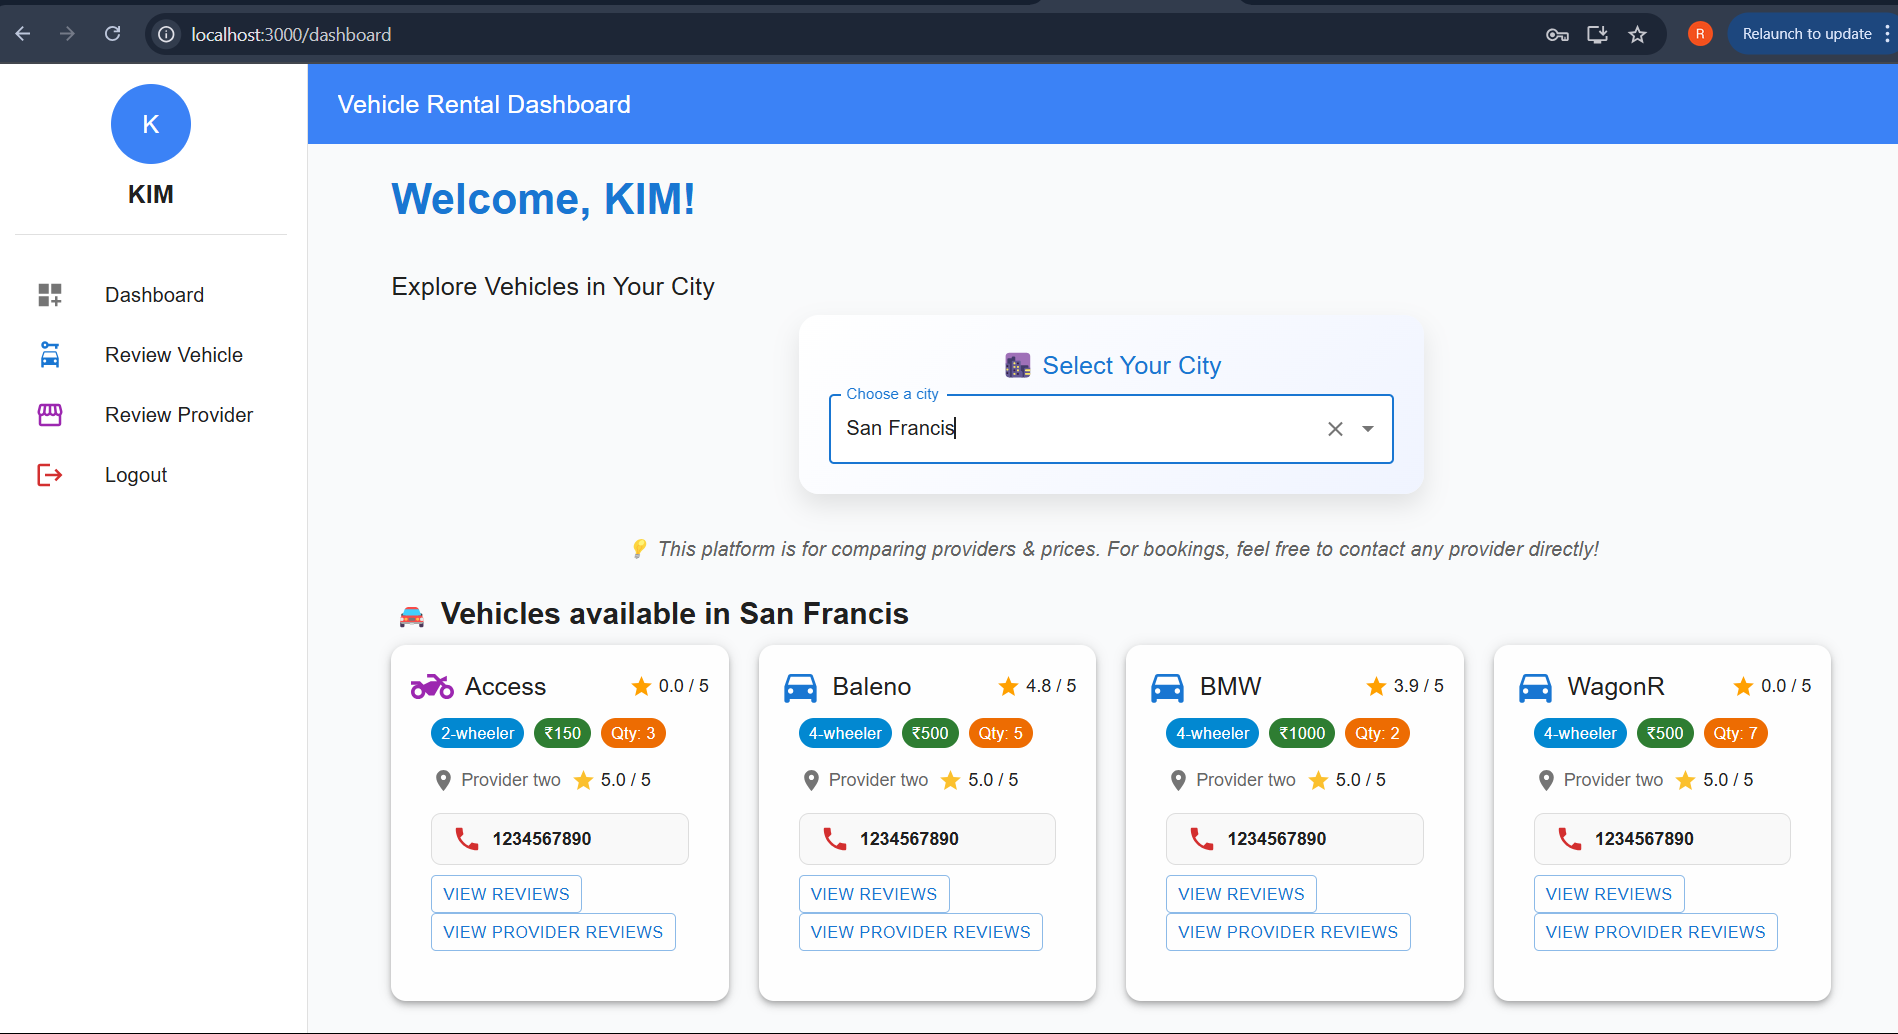 localhost:3000/dashboard
R
Relaunch to update
K
KIM
Dashboard
Review Vehicle
Review Provider
Logout
Vehicle Rental Dashboard
Welcome, KIM!
Explore Vehicles in Your City
Select Your City
Choose a city
San Francis
This platform is for comparing providers & prices. For bookings, feel free to contact any provider directly!
Vehicles available in San Francis
Access 0.0 / 5
2-wheeler ₹150 Qty: 3
Provider two 5.0 / 5
1234567890
VIEW REVIEWS
VIEW PROVIDER REVIEWS
Baleno 4.8 / 5
4-wheeler ₹500 Qty: 5
Provider two 5.0 / 5
1234567890
VIEW REVIEWS
VIEW PROVIDER REVIEWS
BMW 3.9 / 5
4-wheeler ₹1000 Qty: 2
Provider two 5.0 / 5
1234567890
VIEW REVIEWS
VIEW PROVIDER REVIEWS
WagonR 0.0 / 5
4-wheeler ₹500 Qty: 7
Provider two 5.0 / 5
1234567890
VIEW REVIEWS
VIEW PROVIDER REVIEWS